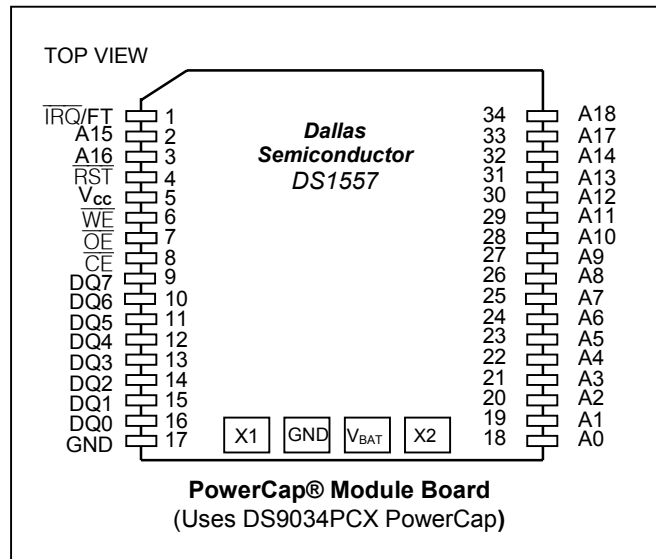 TOP VIEW
IRQ/FT 1 34 A18
A15 2 33 A17
A16 3 32 A14
RST 4 31 A13
VCC 5 30 A12
WE 6 29 A11
OE 7 28 A10
CE 8 27 A9
DQ7 9 26 A8
DQ6 10 25 A7
DQ5 11 24 A6
DQ4 12 23 A5
DQ3 13 22 A4
DQ2 14 21 A3
DQ1 15 20 A2
DQ0 16 19 A1
GND 17 18 A0
Dallas
Semiconductor
DS1557
X1 GND VBAT X2
PowerCap® Module Board
(Uses DS9034PCX PowerCap)